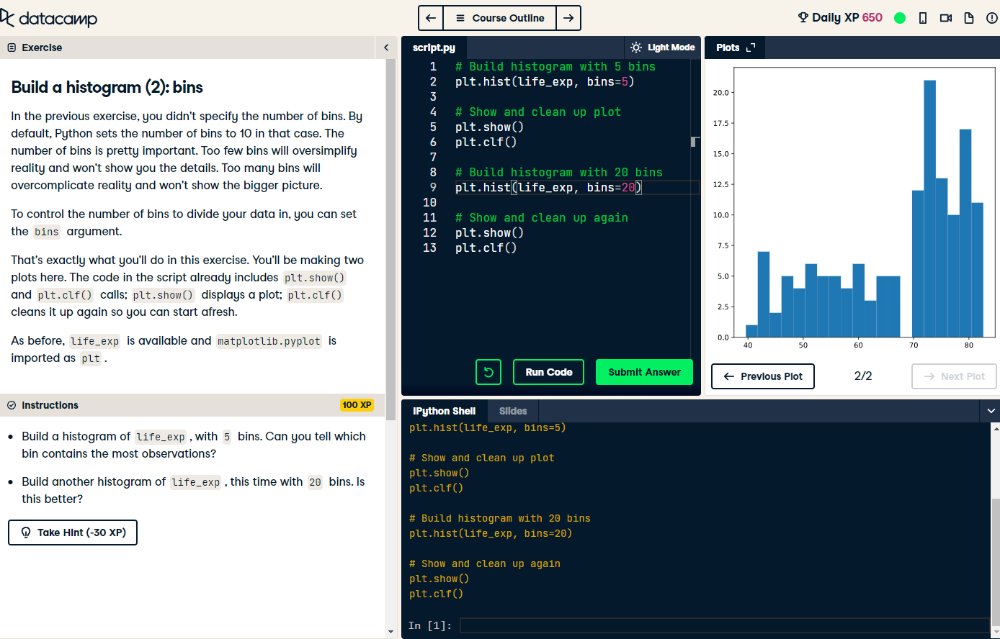 datacamp
Course Outline
Daily XP 650
Exercise
Build a histogram (2): bins
In the previous exercise, you didn't specify the number of bins. By
default, Python sets the number of bins to 10 in that case. The
number of bins is pretty important. Too few bins will oversimplify
reality and won't show you the details. Too many bins will
overcomplicate reality and won't show the bigger picture.
To control the number of bins to divide your data in, you can set
the bins argument.
That's exactly what you'll do in this exercise. You'll be making two
plots here. The code in the script already includes plt.show()
and plt.clf() calls; plt.show() displays a plot; plt.clf()
cleans it up again so you can start afresh.
As before, life_exp is available and matplotlib.pyplot is
imported as plt .
Instructions
100 XP
Build a histogram of life_exp , with 5 bins. Can you tell which
bin contains the most observations?
Build another histogram of life_exp , this time with 20 bins. Is
this better?
Take Hint (-30 XP)
script.py
Light Mode
1 # Build histogram with 5 bins
2 plt.hist(life_exp, bins=5)
3
4 # Show and clean up plot
5 plt.show()
6 plt.clf()
7
8 # Build histogram with 20 bins
9 plt.hist(life_exp, bins=20)
10
11 # Show and clean up again
12 plt.show()
13 plt.clf()
Run Code
Submit Answer
Plots
20.0
17.5
15.0
12.5
10.0
7.5
5.0
2.5
0.0
40 50 60 70 80
Previous Plot
2/2
Next Plot
IPython Shell
Slides
plt.hist(life_exp, bins=5)
# Show and clean up plot
plt.show()
plt.clf()
# Build histogram with 20 bins
plt.hist(life_exp, bins=20)
# Show and clean up again
plt.show()
plt.clf()
In [1]: